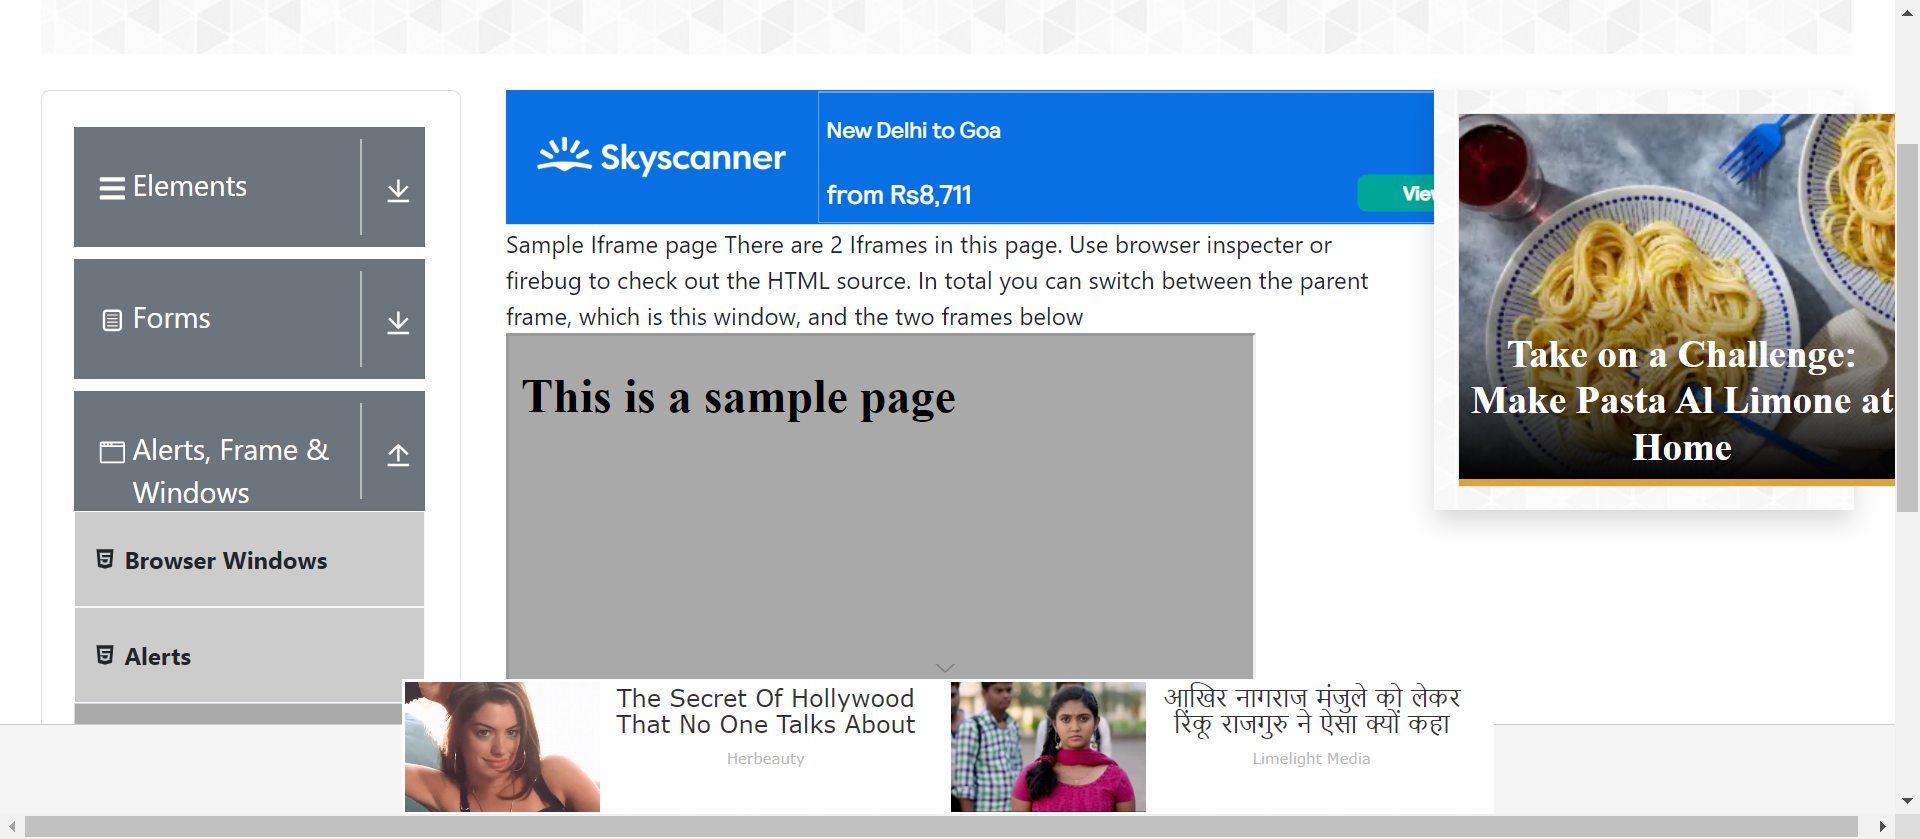 Elements
Forms
Alerts, Frame &
Windows
Browser Windows
Alerts
Skyscanner
New Delhi to Goa
from Rs8,711
Sample Iframe page There are 2 Iframes in this page. Use browser inspecter or
firebug to check out the HTML source. In total you can switch between the parent
frame, which is this window, and the two frames below
This is a sample page
Take on a Challenge:
Make Pasta Al Limone at
Home
The Secret Of Hollywood
That No One Talks About
Herbeauty
आखिर नागराज मंजुले को लेकर
रिंकू राजगुरु ने ऐसा क्यों कहा
Limelight Media